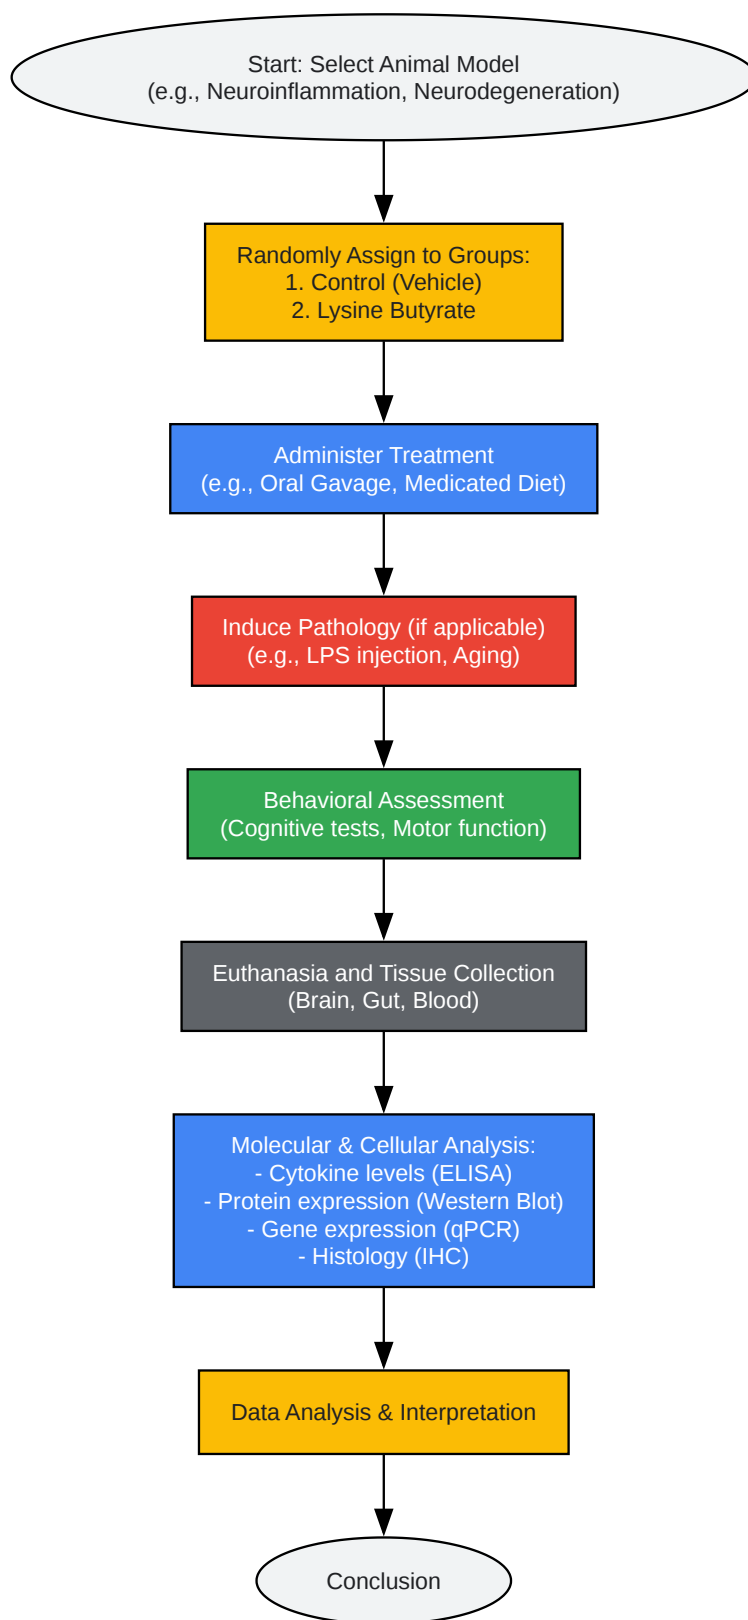 Start: Select Animal Model
(e.g., Neuroinflammation, Neurodegeneration)
Randomly Assign to Groups:
1. Control (Vehicle)
2. Lysine Butyrate
Administer Treatment
(e.g., Oral Gavage, Medicated Diet)
Induce Pathology (if applicable)
(e.g., LPS injection, Aging)
Behavioral Assessment
(Cognitive tests, Motor function)
Euthanasia and Tissue Collection
(Brain, Gut, Blood)
Molecular & Cellular Analysis:
- Cytokine levels (ELISA)
- Protein expression (Western Blot)
- Gene expression (qPCR)
- Histology (IHC)
Data Analysis & Interpretation
Conclusion